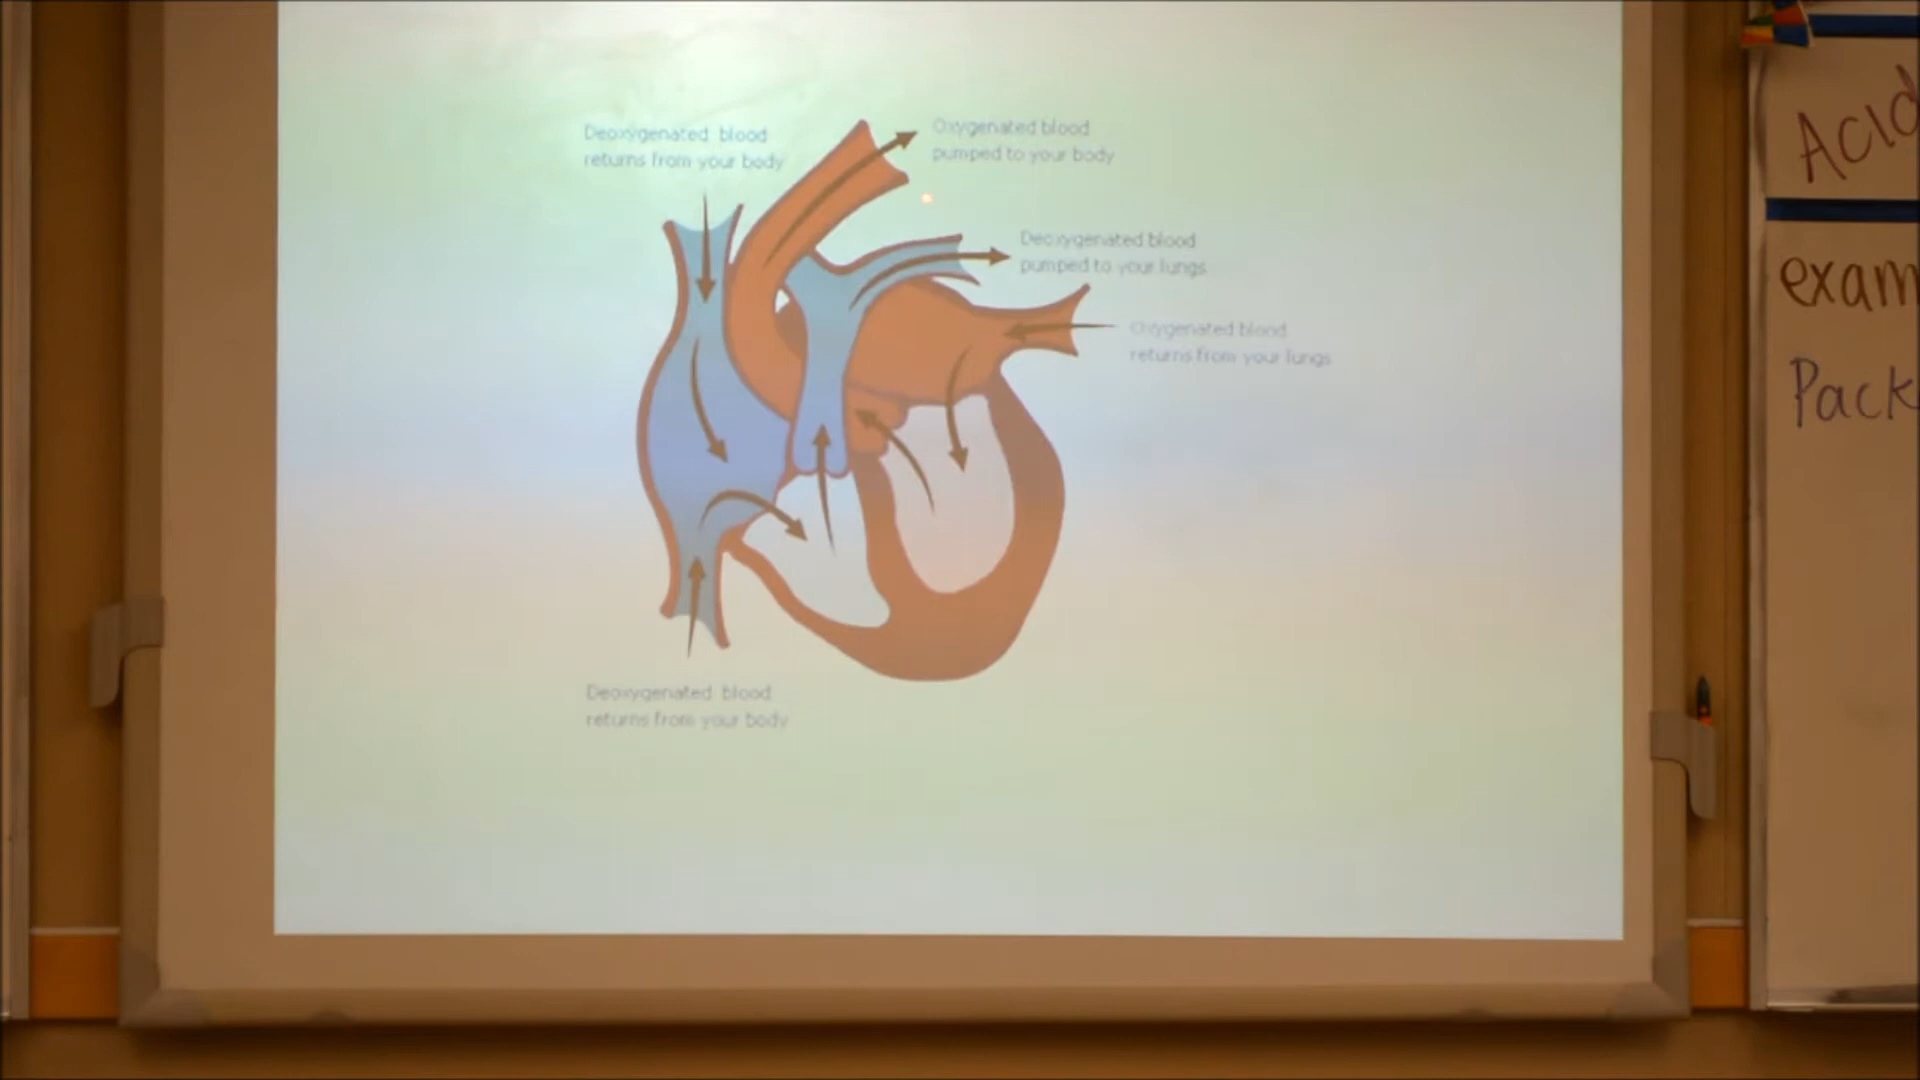 Deoxygenated blood
returns from your body
Oxygenated blood
pumped to your body
Deoxygenated blood
pumped to your lungs
Oxygenated blood
returns from your lungs
Deoxygenated blood
returns from your body
Acid
exam
Pack